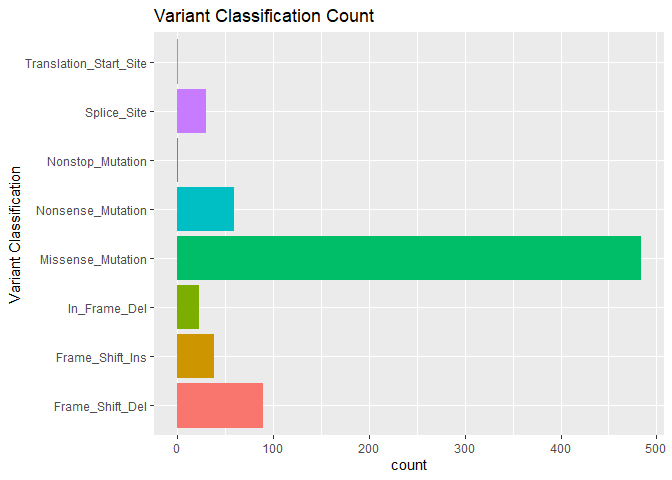 Variant Classification Count
Variant Classification
Translation_Start_Site
Splice_Site
Nonstop_Mutation
Nonsense_Mutation
Missense_Mutation
In_Frame_Del
Frame_Shift_Ins
Frame_Shift_Del
0 100 200 300 400 500
count